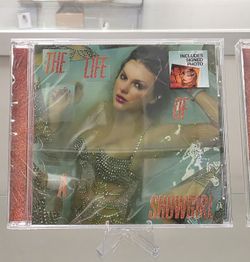 THE LIFE
INCLUDES
SIGNED
PHOTO
OF
A
SHOWGIRL